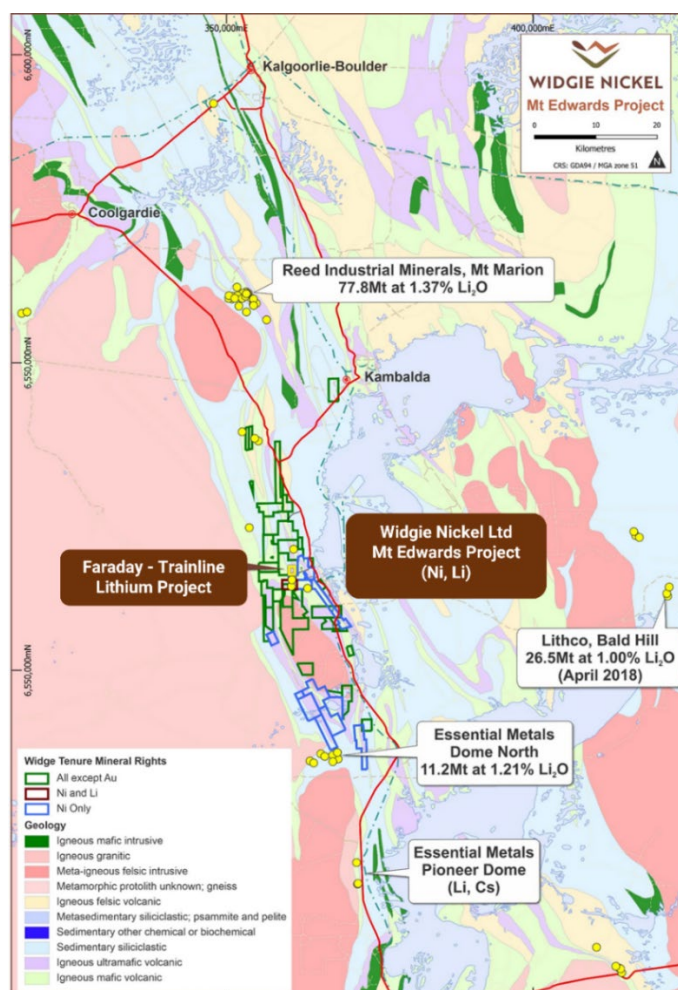 350,000mE
400,000mE
6,600,000mN
Kalgoorlie-Boulder
WIDGIE NICKEL
Mt Edwards Project
0 10 20
Kilometres
CRS: GDA94 / MGA zone 51
N
Coolgardie
Reed Industrial Minerals, Mt Marion
77.8Mt at 1.37% Li₂O
6,550,000mN
Kambalda
Faraday - Trainline
Lithium Project
Widgie Nickel Ltd
Mt Edwards Project
(Ni, Li)
Lithco, Bald Hill
26.5Mt at 1.00% Li₂O
(April 2018)
6,550,000mN
Essential Metals
Dome North
11.2Mt at 1.21% Li₂O
Essential Metals
Pioneer Dome
(Li, Cs)
Widge Tenure Mineral Rights
All except Au
Ni and Li
Ni Only
Geology
Igneous mafic intrusive
Igneous granitic
Meta-igneous felsic intrusive
Metamorphic protolith unknown; gneiss
Igneous felsic volcanic
Metasedimentary siliciclastic; psammite and pelite
Sedimentary other chemical or biochemical
Sedimentary siliciclastic
Igneous ultramafic volcanic
Igneous mafic volcanic